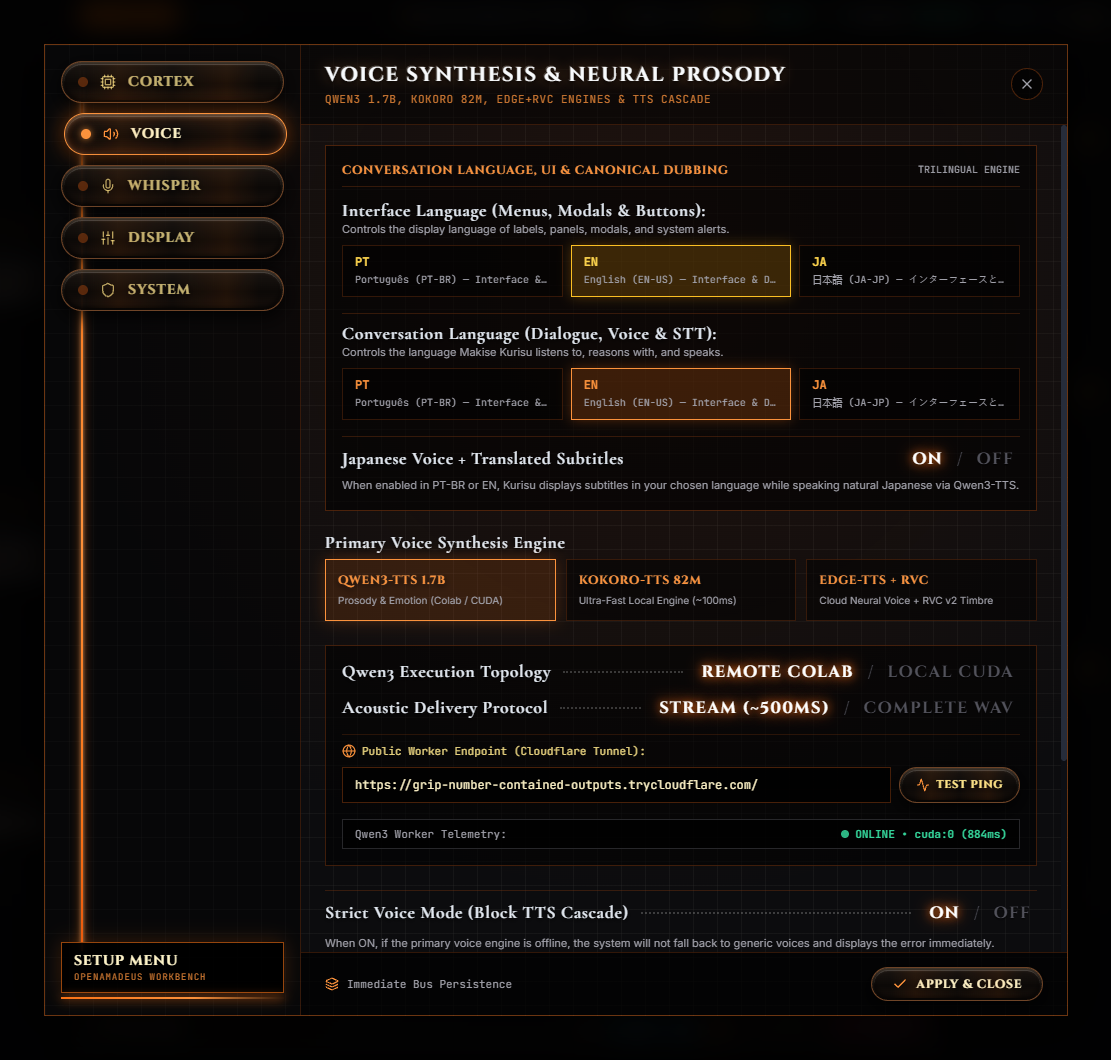 CORTEX
VOICE
WHISPER
DISPLAY
SYSTEM
SETUP MENU
OPENAMADEUS WORKBENCH
VOICE SYNTHESIS & NEURAL PROSODY
QWEN3 1.7B, KOKORO 82M, EDGE+RVC ENGINES & TTS CASCADE
CONVERSATION LANGUAGE, UI & CANONICAL DUBBING
TRILINGUAL ENGINE
Interface Language (Menus, Modals & Buttons):
Controls the display language of labels, panels, modals, and system alerts.
PT
Português (PT-BR) — Interface &…
EN
English (EN-US) — Interface & D…
JA
日本語 (JA-JP) — インターフェースと…
Conversation Language (Dialogue, Voice & STT):
Controls the language Makise Kurisu listens to, reasons with, and speaks.
PT
Português (PT-BR) — Interface &…
EN
English (EN-US) — Interface & D…
JA
日本語 (JA-JP) — インターフェースと…
Japanese Voice + Translated Subtitles
ON / OFF
When enabled in PT-BR or EN, Kurisu displays subtitles in your chosen language while speaking natural Japanese via Qwen3-TTS.
Primary Voice Synthesis Engine
QWEN3-TTS 1.7B
Prosody & Emotion (Colab / CUDA)
KOKORO-TTS 82M
Ultra-Fast Local Engine (~100ms)
EDGE-TTS + RVC
Cloud Neural Voice + RVC v2 Timbre
Qwen3 Execution Topology
REMOTE COLAB / LOCAL CUDA
Acoustic Delivery Protocol
STREAM (~500MS) / COMPLETE WAV
Public Worker Endpoint (Cloudflare Tunnel):
https://grip-number-contained-outputs.trycloudflare.com/
TEST PING
Qwen3 Worker Telemetry:
ONLINE • cuda:0 (884ms)
Strict Voice Mode (Block TTS Cascade)
ON / OFF
When ON, if the primary voice engine is offline, the system will not fall back to generic voices and displays the error immediately.
Immediate Bus Persistence
APPLY & CLOSE